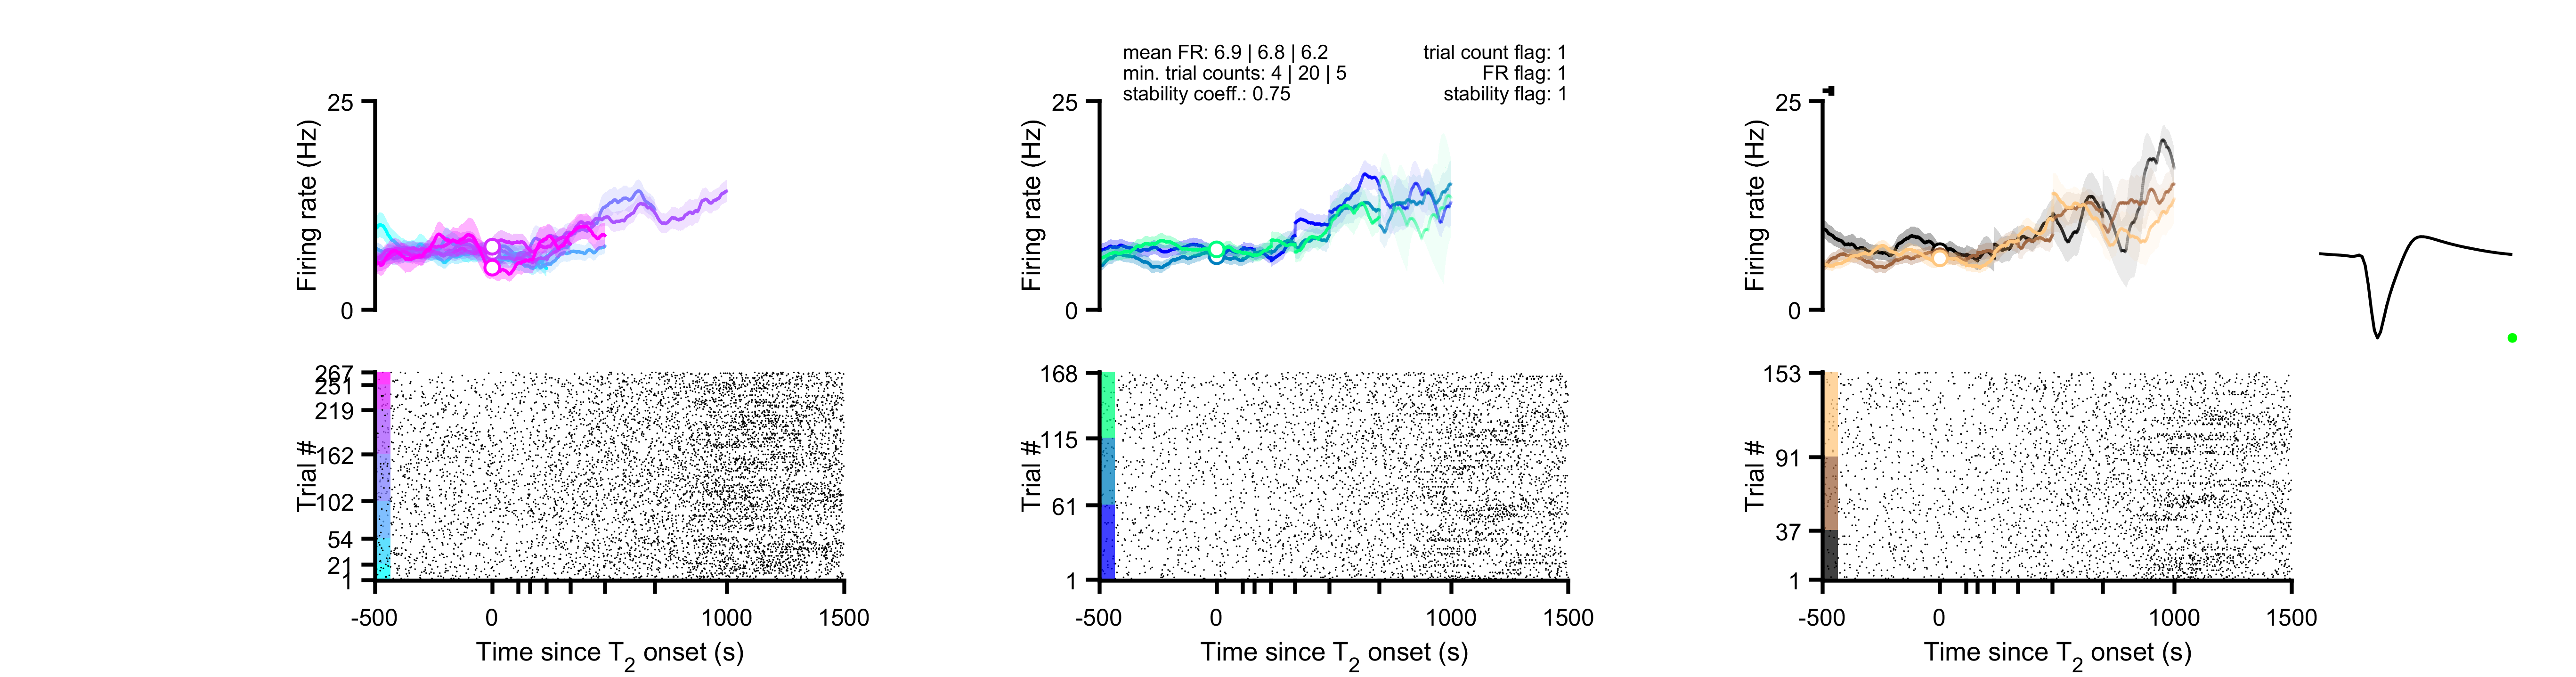 mean FR: 6.9 | 6.8 | 6.2
min. trial counts: 4 | 20 | 5
stability coeff.: 0.75
trial count flag: 1
FR flag: 1
stability flag: 1
25
Firing rate (Hz)
0
25
Firing rate (Hz)
0
25
Firing rate (Hz)
0
267
251
219
162
102
54
21
1
Trial #
-500
0
1000
1500
Time since T2 onset (s)
168
115
61
1
Trial #
-500
0
1000
1500
Time since T2 onset (s)
153
91
37
1
Trial #
-500
0
1000
1500
Time since T2 onset (s)